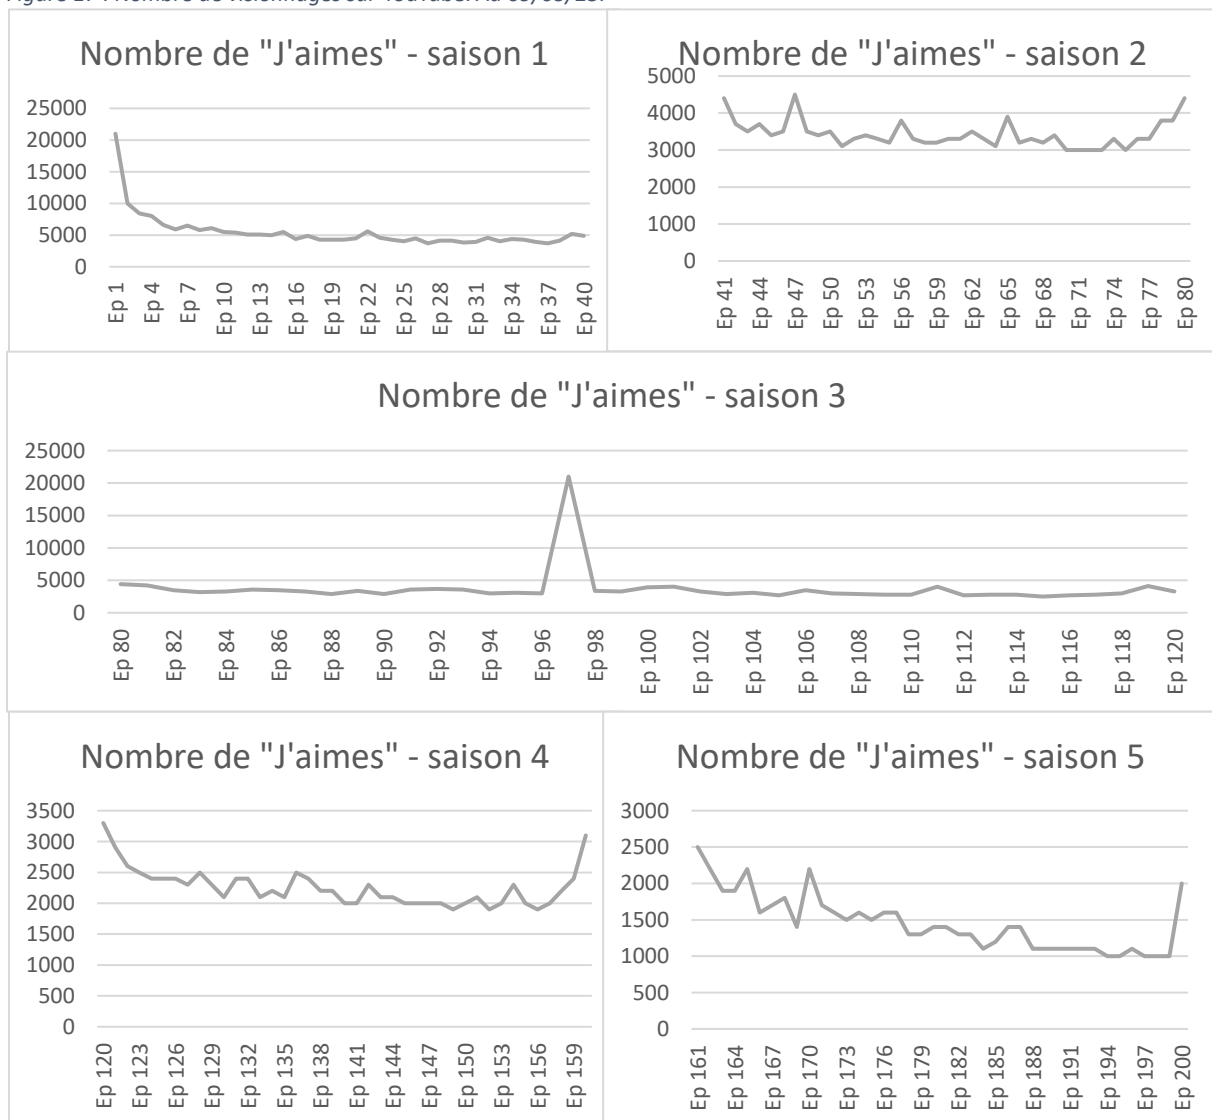 Figure 27 : Nombre de visionnages sur YouTube. Au 03/08/23.
Nombre de "J'aimes" - saison 1
25000
20000
15000
10000
5000
0
Ep 1
Ep 4
Ep 7
Ep 10
Ep 13
Ep 16
Ep 19
Ep 22
Ep 25
Ep 28
Ep 31
Ep 34
Ep 37
Ep 40
Nombre de "J'aimes" - saison 2
5000
4000
3000
2000
1000
0
Ep 41
Ep 44
Ep 47
Ep 50
Ep 53
Ep 56
Ep 59
Ep 62
Ep 65
Ep 68
Ep 71
Ep 74
Ep 77
Ep 80
Nombre de "J'aimes" - saison 3
25000
20000
15000
10000
5000
0
Ep 80
Ep 82
Ep 84
Ep 86
Ep 88
Ep 90
Ep 92
Ep 94
Ep 96
Ep 98
Ep 100
Ep 102
Ep 104
Ep 106
Ep 108
Ep 110
Ep 112
Ep 114
Ep 116
Ep 118
Ep 120
Nombre de "J'aimes" - saison 4
3500
3000
2500
2000
1500
1000
500
0
Ep 120
Ep 123
Ep 126
Ep 129
Ep 132
Ep 135
Ep 138
Ep 141
Ep 144
Ep 147
Ep 150
Ep 153
Ep 156
Ep 159
Nombre de "J'aimes" - saison 5
3000
2500
2000
1500
1000
500
0
Ep 161
Ep 164
Ep 167
Ep 170
Ep 173
Ep 176
Ep 179
Ep 182
Ep 185
Ep 188
Ep 191
Ep 194
Ep 197
Ep 200